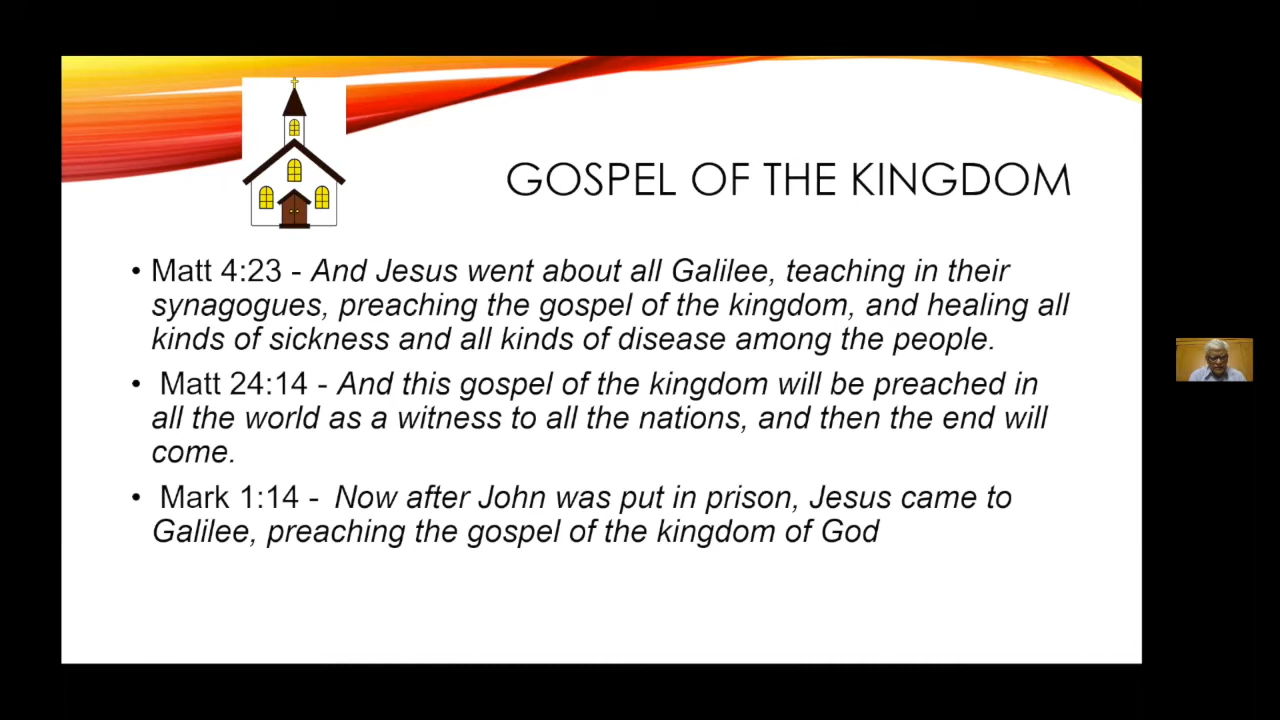 GOSPEL OF THE KINGDOM
• Matt 4:23 - And Jesus went about all Galilee, teaching in their
synagogues, preaching the gospel of the kingdom, and healing all
kinds of sickness and all kinds of disease among the people.
• Matt 24:14 - And this gospel of the kingdom will be preached in
all the world as a witness to all the nations, and then the end will
come.
• Mark 1:14 - Now after John was put in prison, Jesus came to
Galilee, preaching the gospel of the kingdom of God